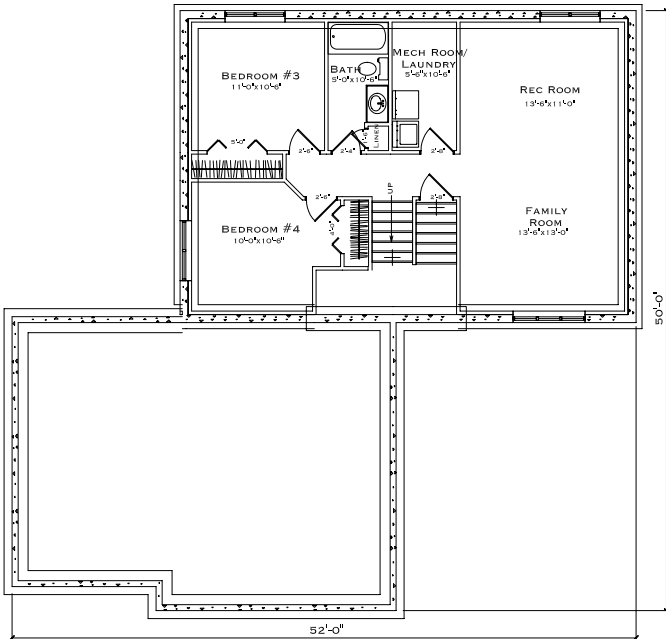 BEDROOM #3
11'-0"x10'-6"
BATH
5'-0"x10'-6"
MECH ROOM/
LAUNDRY
5'-6"x10'-6"
REC ROOM
13'-6"x11'-0"
LINEN
5'-0"
2'-6"
2'-4"
2'-8"
UP
2'-6"
2'-8"
BEDROOM #4
10'-0"x10'-6"
4'-0"
FAMILY
ROOM
13'-6"x13'-0"
50'-0"
52'-0"